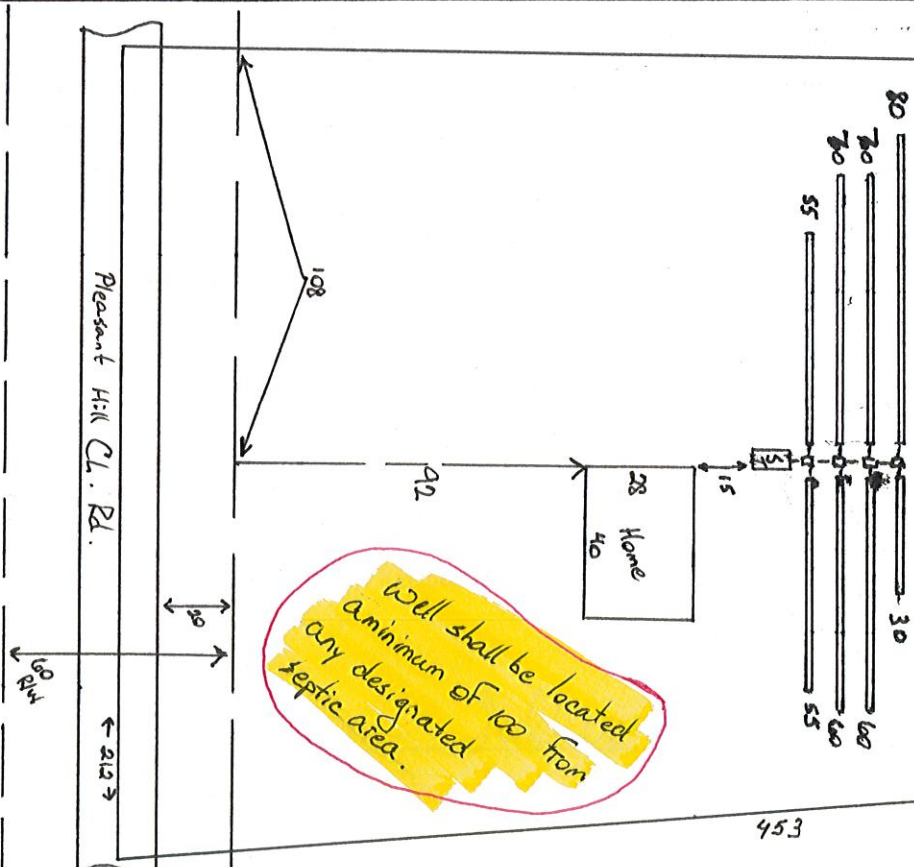 80
70
70
55
108
Pleasant Hill Ch. Rd.
92
28 Home
40
15
30
60
60
55
20
60
R/W
212
well shall be located
aminimum of 100 from
any designated
septic area.
453